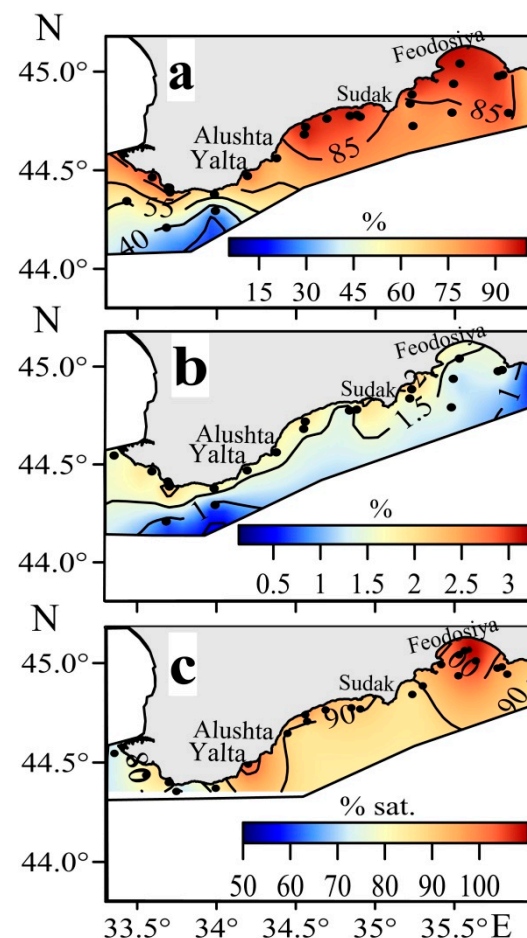 N
a
Feodosiya
45.0°
Sudak
85
Alushta
Yalta
85
44.5°
55
40
%
44.0°
15 30 45 60 75 90
N
b
Feodosiya
45.0°
2
Sudak
1.5
1
Alushta
Yalta
44.5°
1
%
44.0°
0.5 1 1.5 2 2.5 3
N
c
Feodosiya
45.0°
Sudak
90
90
Alushta
Yalta
80
44.5°
% sat.
44.0°
50 60 70 80 90 100
33.5° 34° 34.5° 35° 35.5° E